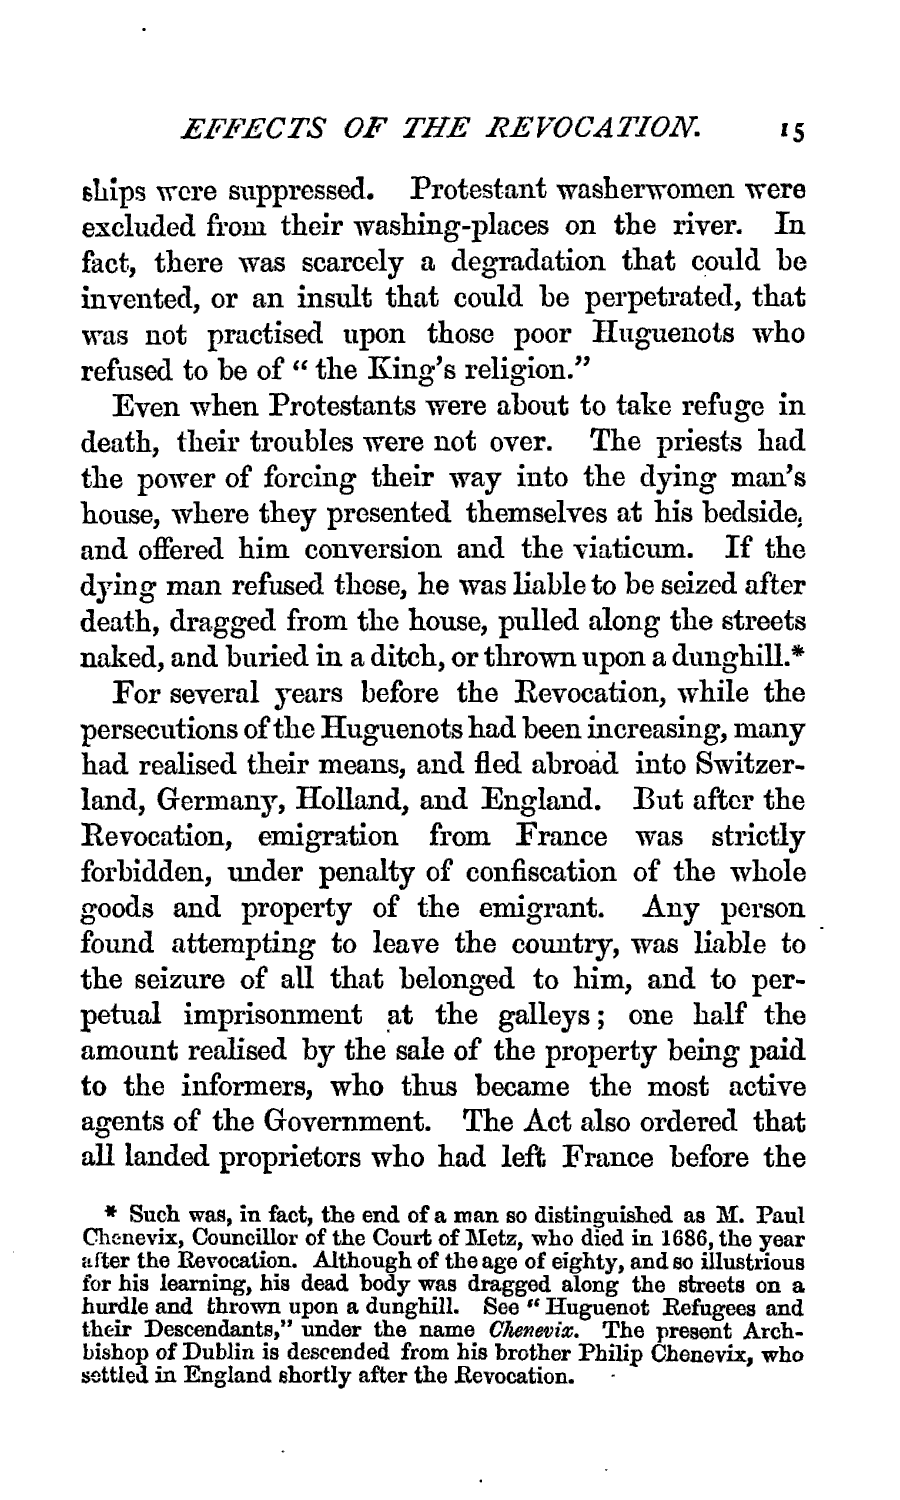 EFFECTS OF THE REVOCATION. 15
ships were suppressed. Protestant washerwomen were
excluded from their washing-places on the river. In
fact, there was scarcely a degradation that could be
invented, or an insult that could be perpetrated, that
was not practised upon those poor Huguenots who
refused to be of “ the King’s religion.”
Even when Protestants were about to take refuge in
death, their troubles were not over. The priests had
the power of forcing their way into the dying man’s
house, where they presented themselves at his bedside,
and offered him conversion and the viaticum. If the
dying man refused these, he was liable to be seized after
death, dragged from the house, pulled along the streets
naked, and buried in a ditch, or thrown upon a dunghill.*
For several years before the Revocation, while the
persecutions of the Huguenots had been increasing, many
had realised their means, and fled abroad into Switzer-
land, Germany, Holland, and England. But after the
Revocation, emigration from France was strictly
forbidden, under penalty of confiscation of the whole
goods and property of the emigrant. Any person
found attempting to leave the country, was liable to
the seizure of all that belonged to him, and to per-
petual imprisonment at the galleys; one half the
amount realised by the sale of the property being paid
to the informers, who thus became the most active
agents of the Government. The Act also ordered that
all landed proprietors who had left France before the
* Such was, in fact, the end of a man so distinguished as M. Paul
Chenevix, Councillor of the Court of Metz, who died in 1686, the year
after the Revocation. Although of the age of eighty, and so illustrious
for his learning, his dead body was dragged along the streets on a
hurdle and thrown upon a dunghill. See “ Huguenot Refugees and
their Descendants,” under the name Chenevix. The present Arch-
bishop of Dublin is descended from his brother Philip Chenevix, who
settled in England shortly after the Revocation.